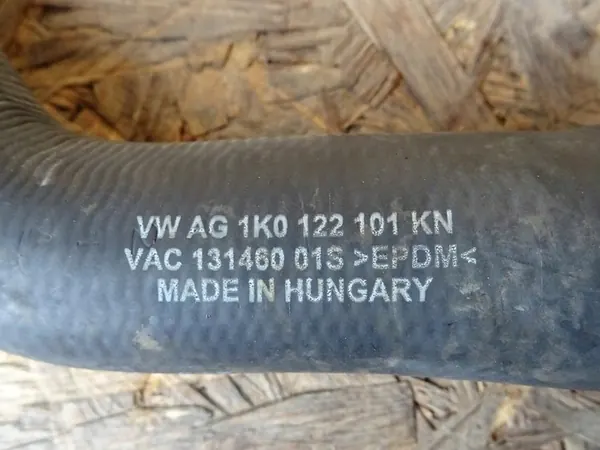 VW AG 1K0 122 101 KN
VAC 131460 01S >EPDM<
MADE IN HUNGARY